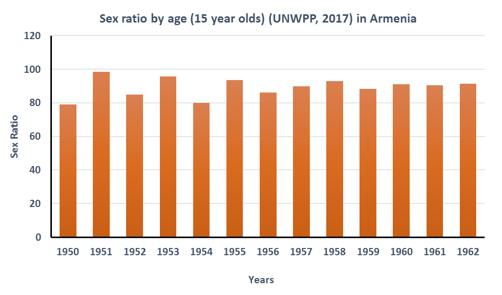 Sex ratio by age (15 year olds) (UNWPP, 2017) in Armenia
120
100
80
60
40
20
0
Sex Ratio
1950 1951 1952 1953 1954 1955 1956 1957 1958 1959 1960 1961 1962
Years